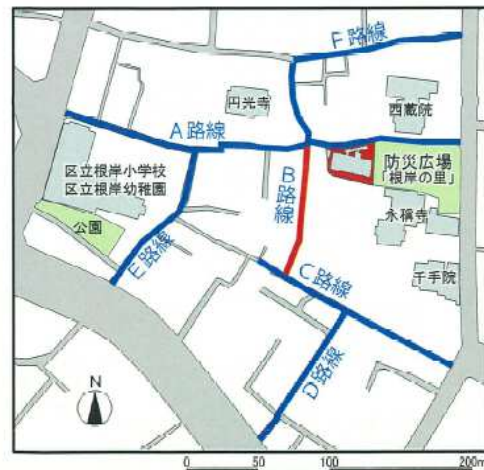 F路線
円光寺
西蔵院
A路線
区立根岸小学校
区立根岸幼稚園
B路線
防災広場
「根岸の里」
永稱寺
公園
E路線
C路線
千手院
D路線
N
0 50 100 200m